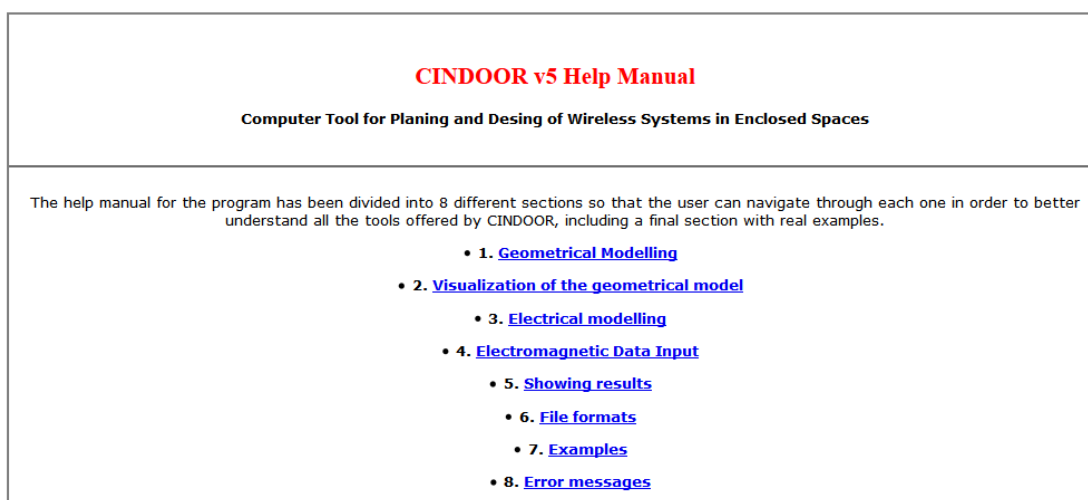 CINDOOR v5 Help Manual
Computer Tool for Planing and Desing of Wireless Systems in Enclosed Spaces
The help manual for the program has been divided into 8 different sections so that the user can navigate through each one in order to better
understand all the tools offered by CINDOOR, including a final section with real examples.
• 1. Geometrical Modelling
• 2. Visualization of the geometrical model
• 3. Electrical modelling
• 4. Electromagnetic Data Input
• 5. Showing results
• 6. File formats
• 7. Examples
• 8. Error messages